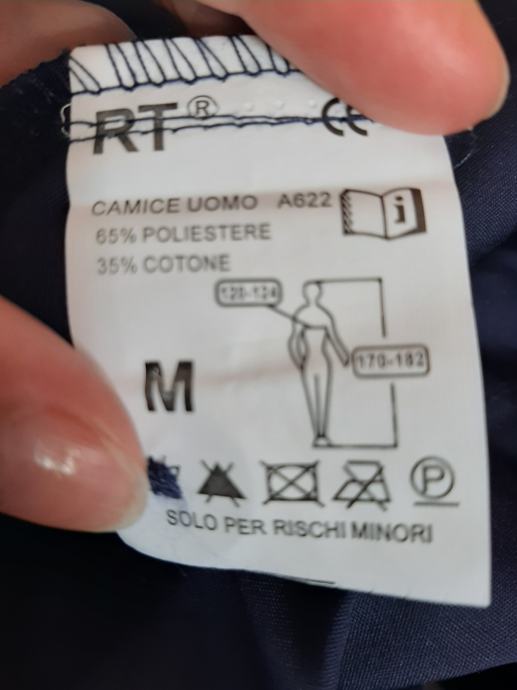 RT®
CE
CAMICE UOMO A622
65% POLIESTERE
35% COTONE
i
120-124
170-182
M
P
SOLO PER RISCHI MINORI